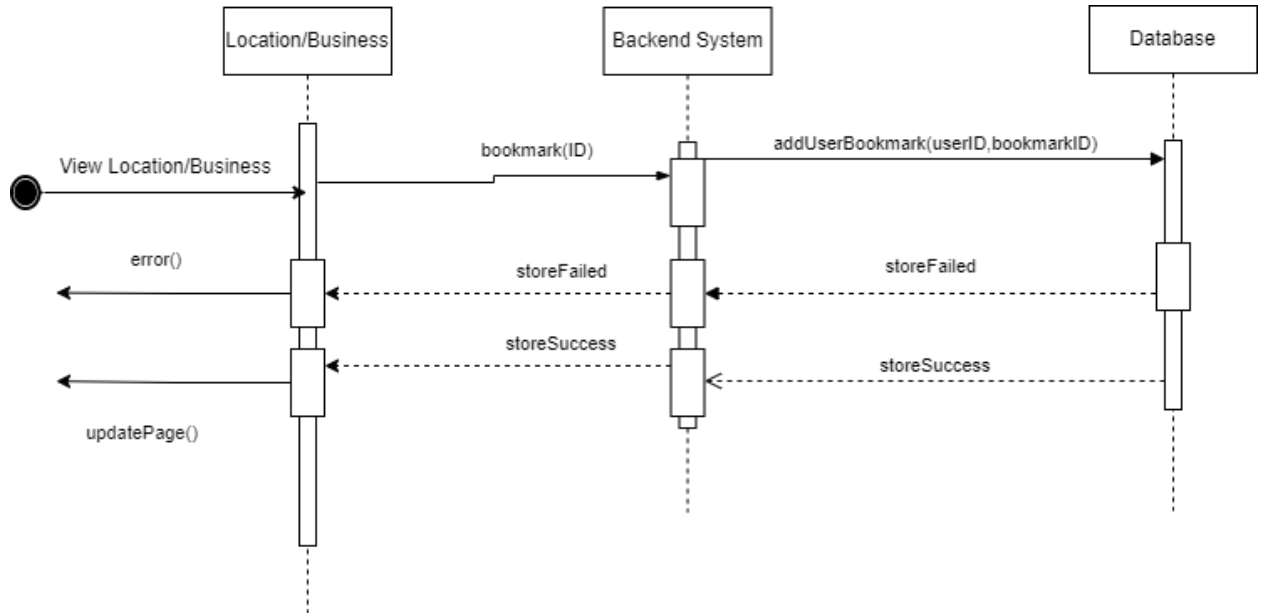 Location/Business
Backend System
Database
View Location/Business
bookmark(ID)
addUserBookmark(userID,bookmarkID)
error()
storeFailed
storeFailed
storeSuccess
storeSuccess
updatePage()